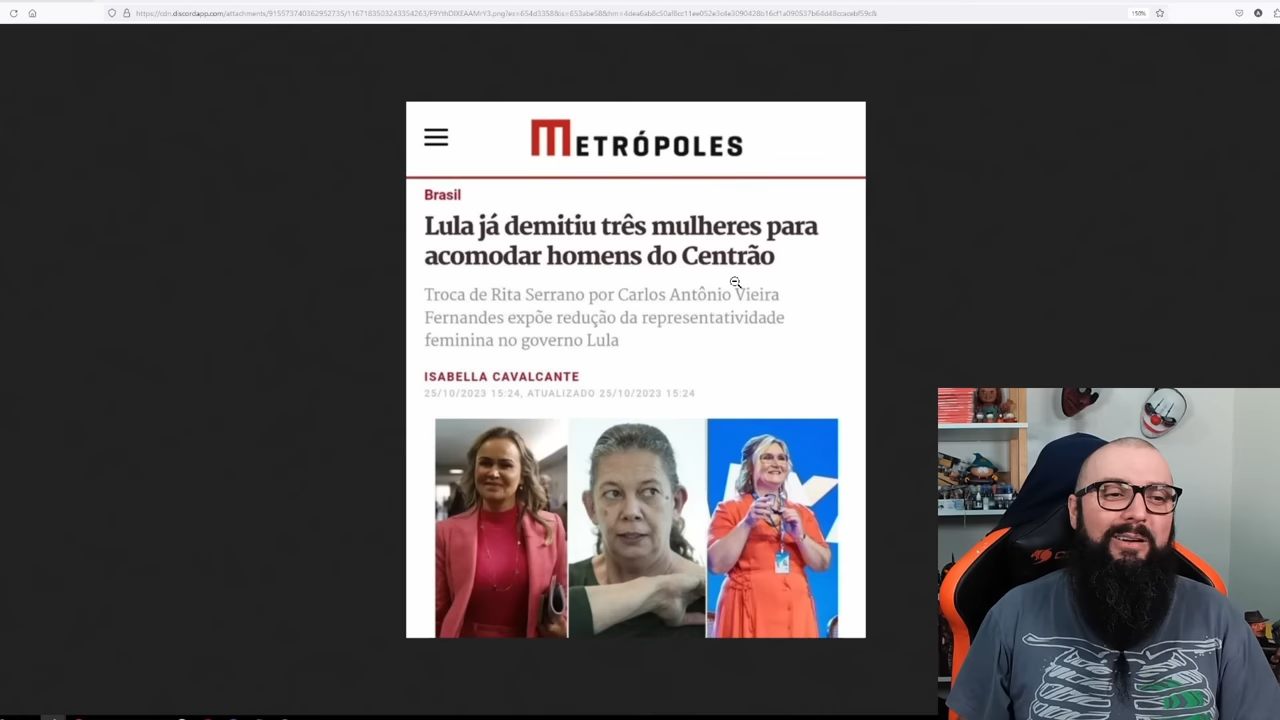 150%
METRÓPOLES
Brasil
Lula já demitiu três mulheres para
acomodar homens do Centrão
Troca de Rita Serrano por Carlos Antônio Vieira
Fernandes expõe redução da representatividade
feminina no governo Lula
ISABELLA CAVALCANTE
25/10/2023 15:24, ATUALIZADO 25/10/2023 15:24